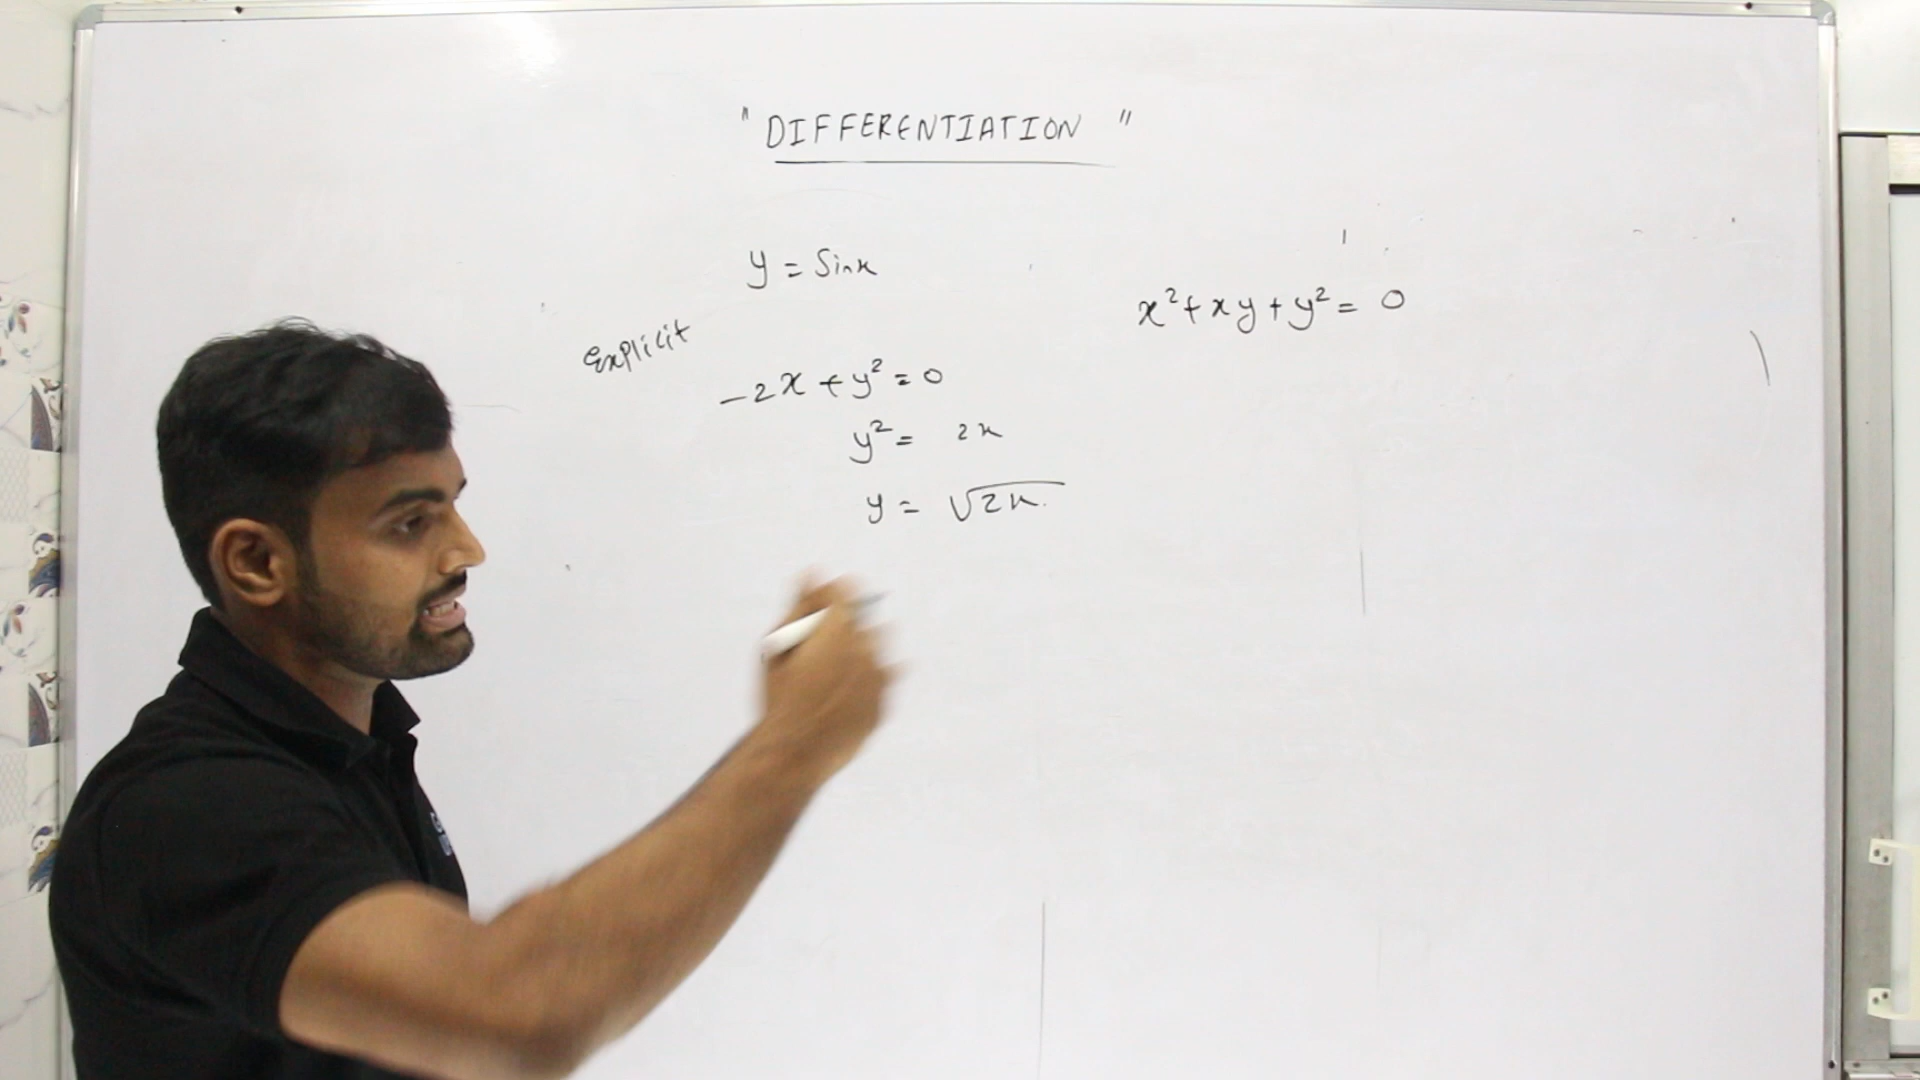 "DIFFERENTIATION"
y = Sinx
Explicit
-2x + y² = 0
y² = 2x
y = √2x.
x² + xy + y² = 0